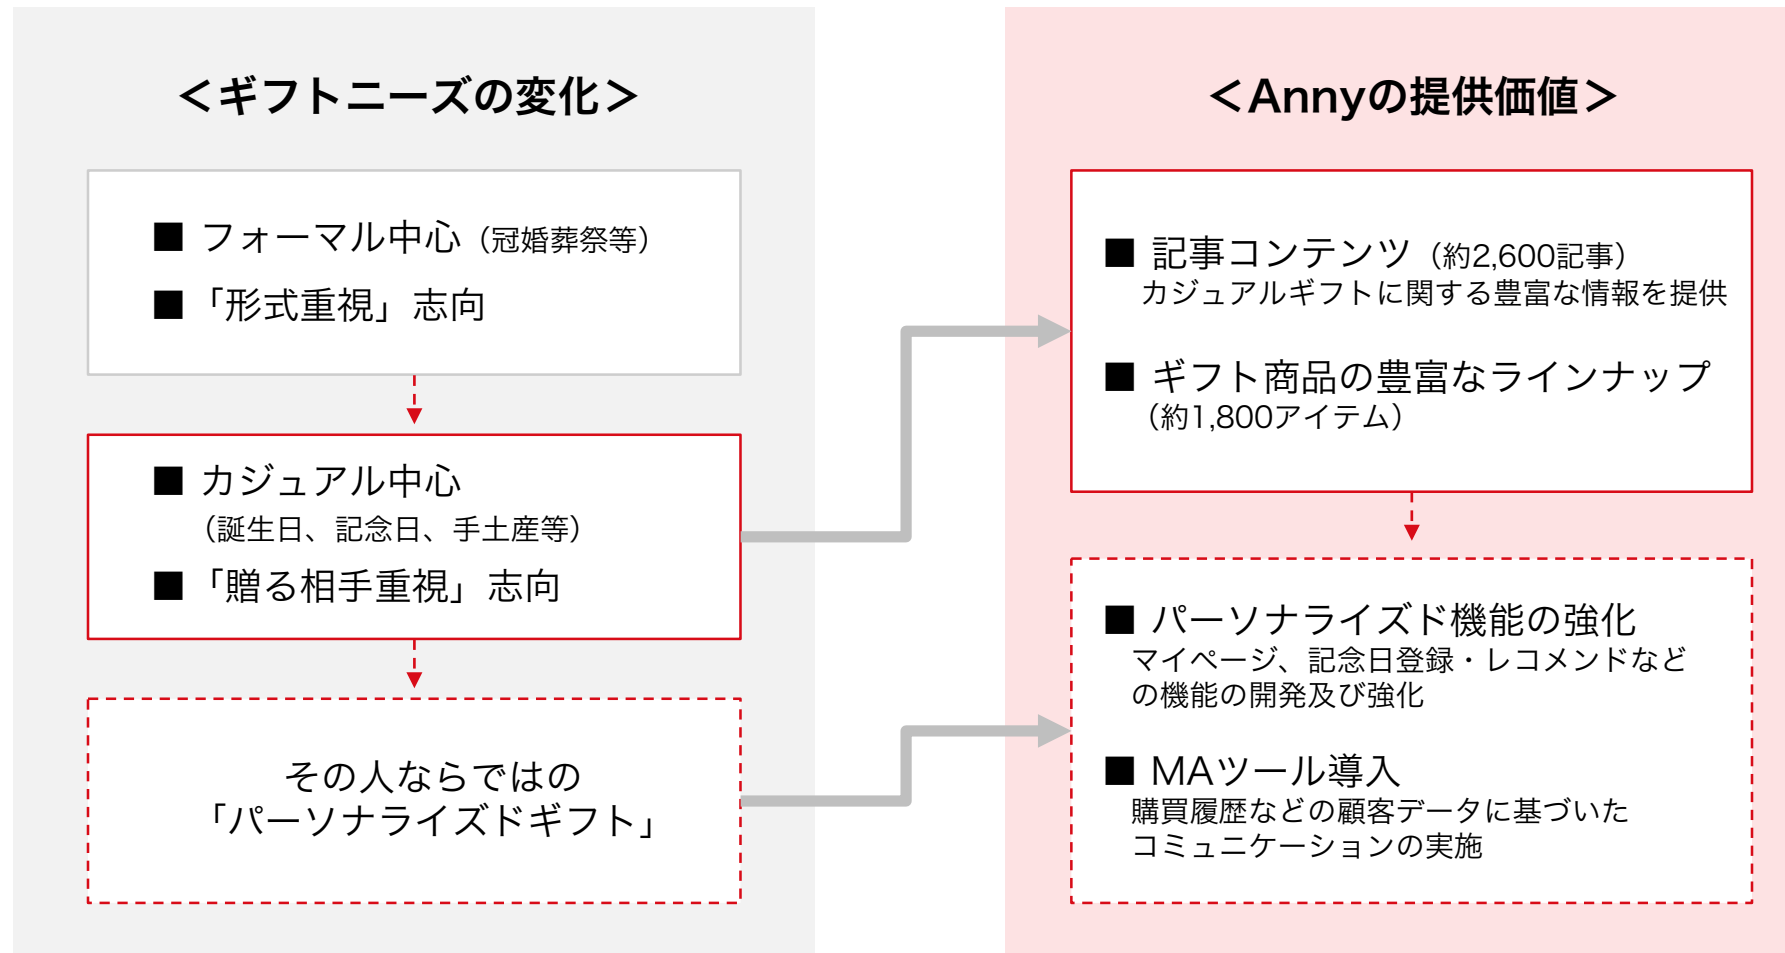 ＜ギフトニーズの変化＞
■ フォーマル中心（冠婚葬祭等）
■ 「形式重視」志向
■ カジュアル中心
（誕生日、記念日、手土産等）
■ 「贈る相手重視」志向
その人ならではの
「パーソナライズドギフト」
＜Annyの提供価値＞
■ 記事コンテンツ（約2,600記事）
カジュアルギフトに関する豊富な情報を提供
■ ギフト商品の豊富なラインナップ
（約1,800アイテム）
■ パーソナライズド機能の強化
マイページ、記念日登録・レコメンドなど
の機能の開発及び強化
■ MAツール導入
購買履歴などの顧客データに基づいた
コミュニケーションの実施